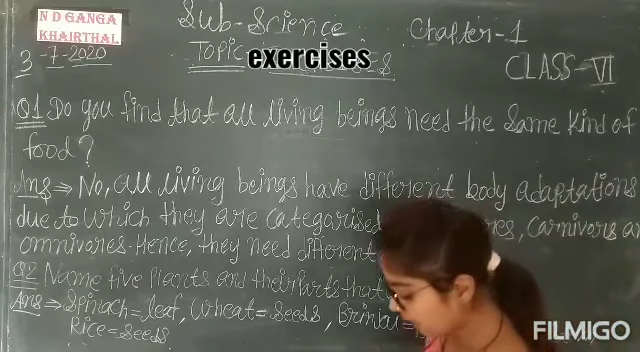 N D GANGA
KHAIRTHAL
3-7-2020
Sub-Science
Chapter-1
TOPIC exercises
CLASS-VI
Q1 Do you find that all living beings need the same kind of
food?
Ans ⇒ No, all living beings have different body adaptations
due to which they are categorised carnivors
omnivores. Hence, they need different
Q2 Name five plants and their parts that
Ans ⇒ Spinach = leaf, wheat = seeds,
Rice = seeds
FILMIGO